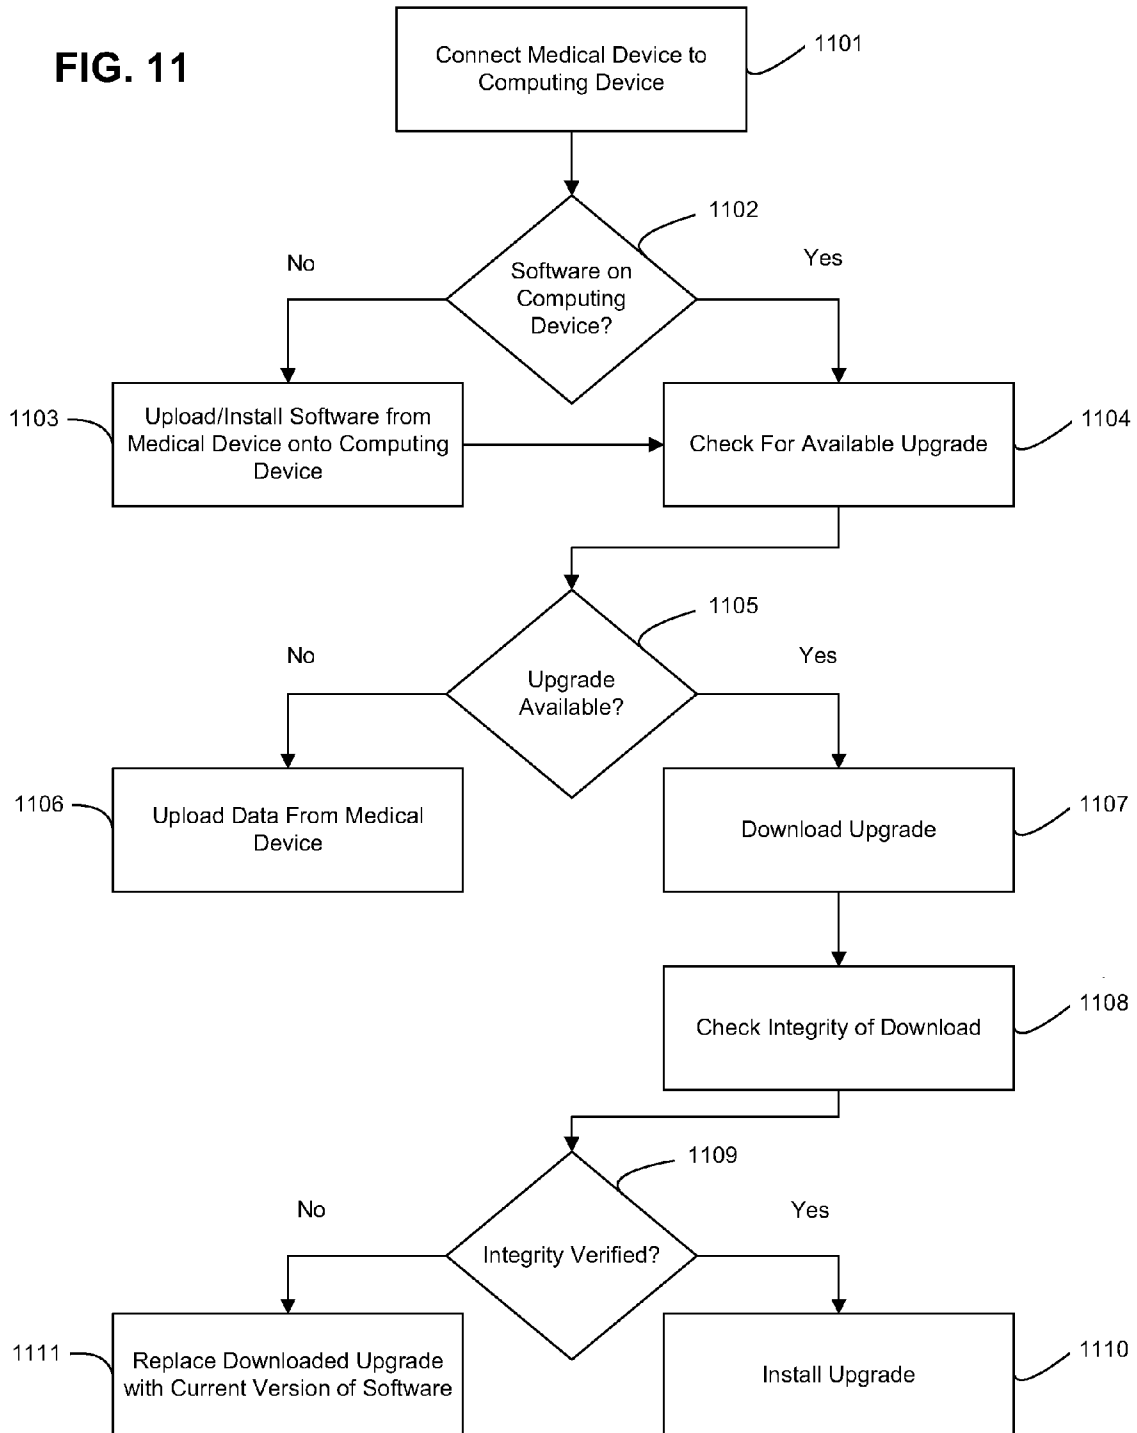 FIG. 11
Connect Medical Device to
Computing Device
1101
1102
No
Yes
Software on
Computing
Device?
1103
Upload/Install Software from
Medical Device onto Computing
Device
Check For Available Upgrade
1104
1105
No
Yes
Upgrade
Available?
1106
Upload Data From Medical
Device
Download Upgrade
1107
Check Integrity of Download
1108
1109
No
Yes
Integrity Verified?
1111
Replace Downloaded Upgrade
with Current Version of Software
Install Upgrade
1110